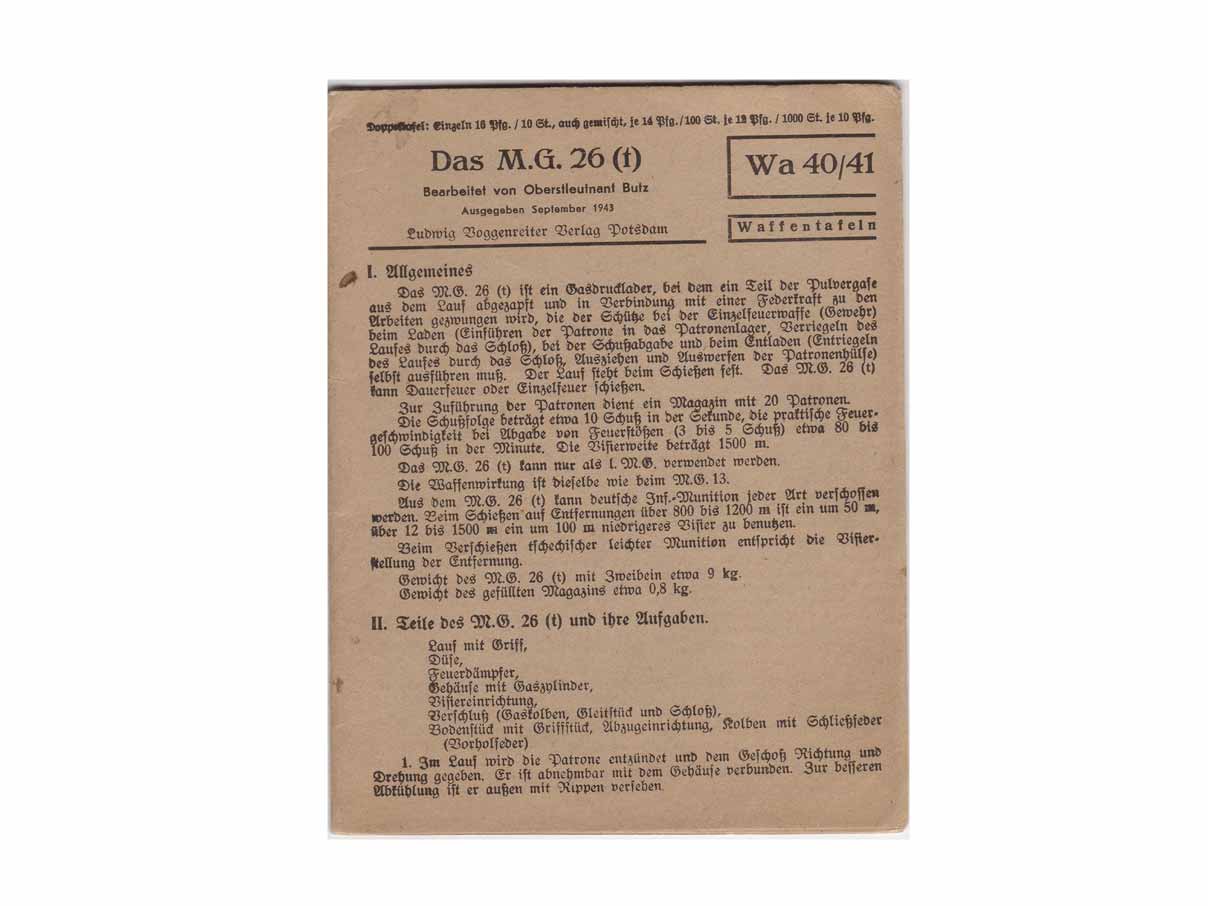 Doppeltafel: Einzeln 16 Pfg. / 10 St., auch gemischt, je 14 Pfg./100 St. je 12 Pfg. / 1000 St. je 10 Pfg.
Das M.G. 26 (t)
Bearbeitet von Oberstleutnant Butz
Ausgegeben September 1943
Ludwig Voggenreiter Verlag Potsdam
Wa 40/41
Waffentafeln
I. Allgemeines
Das M.G. 26 (t) ist ein Gasdrucklader, bei dem ein Teil der Pulvergase
aus dem Lauf abgezapft und in Verbindung mit einer Federkraft zu den
Arbeiten gezwungen wird, die der Schütze bei der Einzelfeuerwaffe (Gewehr)
beim Laden (Einführen der Patrone in das Patronenlager, Verriegeln des
Laufes durch das Schloß), bei der Schußabgabe und beim Entladen (Entriegeln
des Laufes durch das Schloß, Ausziehen und Auswerfen der Patronenhülse)
selbst ausführen muß. Der Lauf steht beim Schießen fest. Das M.G. 26 (t)
kann Dauerfeuer oder Einzelfeuer schießen.
Zur Zuführung der Patronen dient ein Magazin mit 20 Patronen.
Die Schußfolge beträgt etwa 10 Schuß in der Sekunde, die praktische Feuer-
geschwindigkeit bei Abgabe von Feuerstößen (3 bis 5 Schuß) etwa 80 bis
100 Schuß in der Minute. Die Visierweite beträgt 1500 m.
Das M.G. 26 (t) kann nur als l. M.G. verwendet werden.
Die Waffenwirkung ist dieselbe wie beim M.G. 13.
Aus dem M.G. 26 (t) kann deutsche Inf.-Munition jeder Art verschossen
werden. Beim Schießen auf Entfernungen über 800 bis 1200 m ist ein um 50 m,
über 12 bis 1500 m ein um 100 m niedrigeres Visier zu benutzen.
Beim Verschießen tschechischer leichter Munition entspricht die Visier-
stellung der Entfernung.
Gewicht des M.G. 26 (t) mit Zweibein etwa 9 kg.
Gewicht des gefüllten Magazins etwa 0,8 kg.
II. Teile des M.G. 26 (t) und ihre Aufgaben.
Lauf mit Griff,
Düse,
Feuerdämpfer,
Gehäuse mit Gaszylinder,
Visiereinrichtung,
Verschluß (Gaskolben, Gleitstück und Schloß),
Bodenstück mit Griffstück, Abzugeinrichtung, Kolben mit Schließfeder
(Vorholfeder)
1. Im Lauf wird die Patrone entzündet und dem Geschoß Richtung und
Drehung gegeben. Er ist abnehmbar mit dem Gehäuse verbunden. Zur besseren
Abkühlung ist er außen mit Rippen versehen.